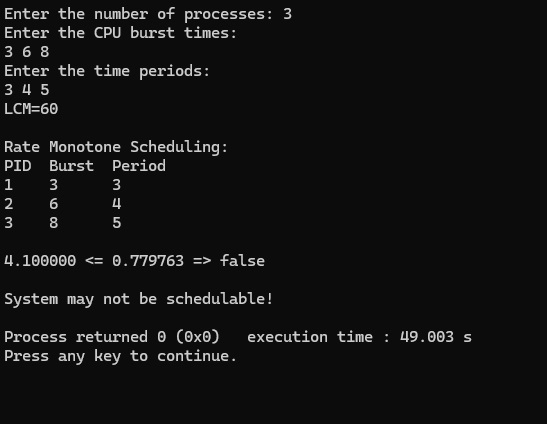 Enter the number of processes: 3
Enter the CPU burst times:
3 6 8
Enter the time periods:
3 4 5
LCM=60
Rate Monotone Scheduling:
PID  Burst  Period
1    3      3
2    6      4
3    8      5
4.100000 <= 0.779763 => false
System may not be schedulable!
Process returned 0 (0x0)   execution time : 49.003 s
Press any key to continue.